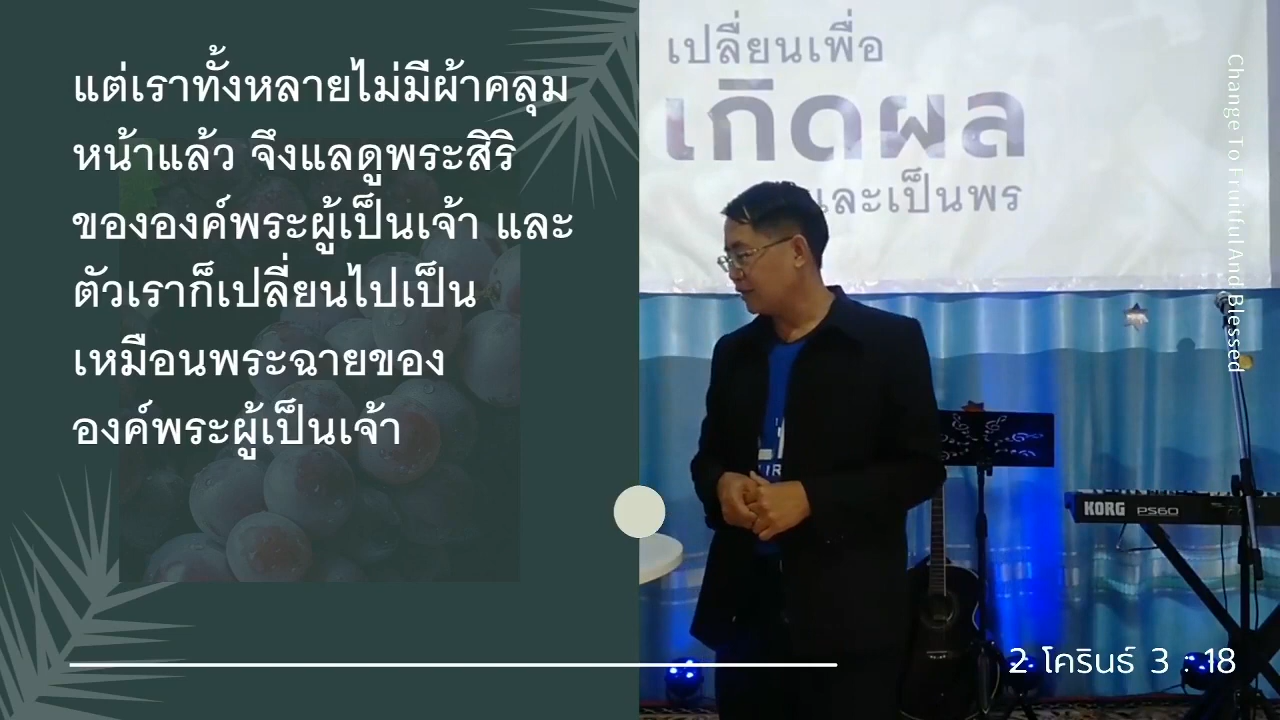 แต่เราทั้งหลายไม่มีผ้าคลุม
หน้าแล้ว จึงแลดูพระสิริ
ขององค์พระผู้เป็นเจ้า และ
ตัวเราก็เปลี่ยนไปเป็น
เหมือนพระฉายของ
องค์พระผู้เป็นเจ้า
เปลี่ยนเพื่อ
เกิดผล
และเป็นพร
Change To Fruitful And Blessed
KORG PS60
2 โครินธ์ 3 : 18